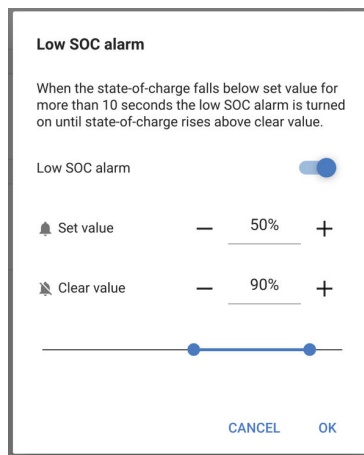 Low SOC alarm
When the state-of-charge falls below set value for
more than 10 seconds the low SOC alarm is turned
on until state-of-charge rises above clear value.
Low SOC alarm
Set value − 50% +
Clear value − 90% +
CANCEL OK